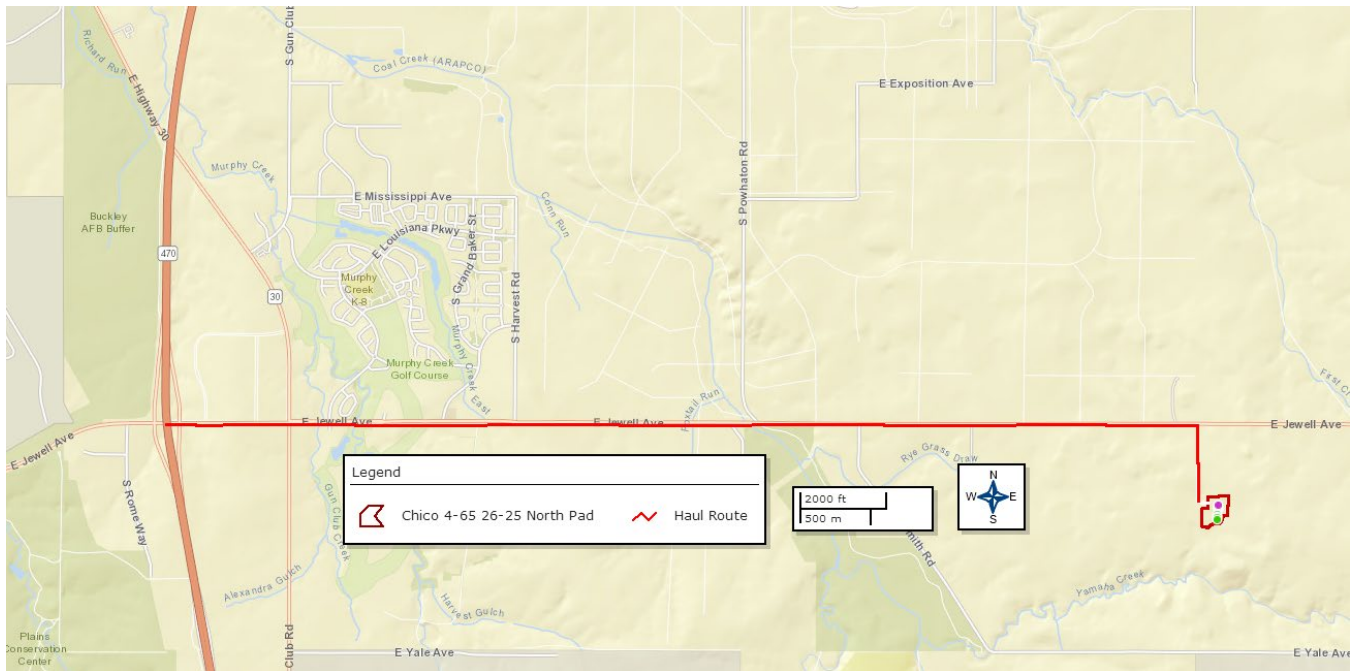 S Gun Club
Richard Run
Coal Creek (ARAPCO)
E Highway 30
E Exposition Ave
Murphy Creek
S Powhaton Rd
E Mississippi Ave
Conn Run
Buckley
AFB Buffer
E Louisiana Pkwy
S Grand Baker St
470
Murphy
Creek
K-8
S Harvest Rd
30
Murphy Creek East
Murphy Creek
Golf Course
First Cr
Foxtail Run
E Jewell Ave
E Jewell Ave
E Jewell Ave
E Jewell Ave
Rye Grass Draw
Legend
Chico 4-65 26-25 North Pad
Haul Route
2000 ft
500 m
N
W E
S
S Rome Way
Gun Club Creek
mith Rd
Alexandra Gulch
Yamaha Creek
Harvest Gulch
Plains
Conservation
Center
Club Rd
E Yale Ave
E Yale Ave